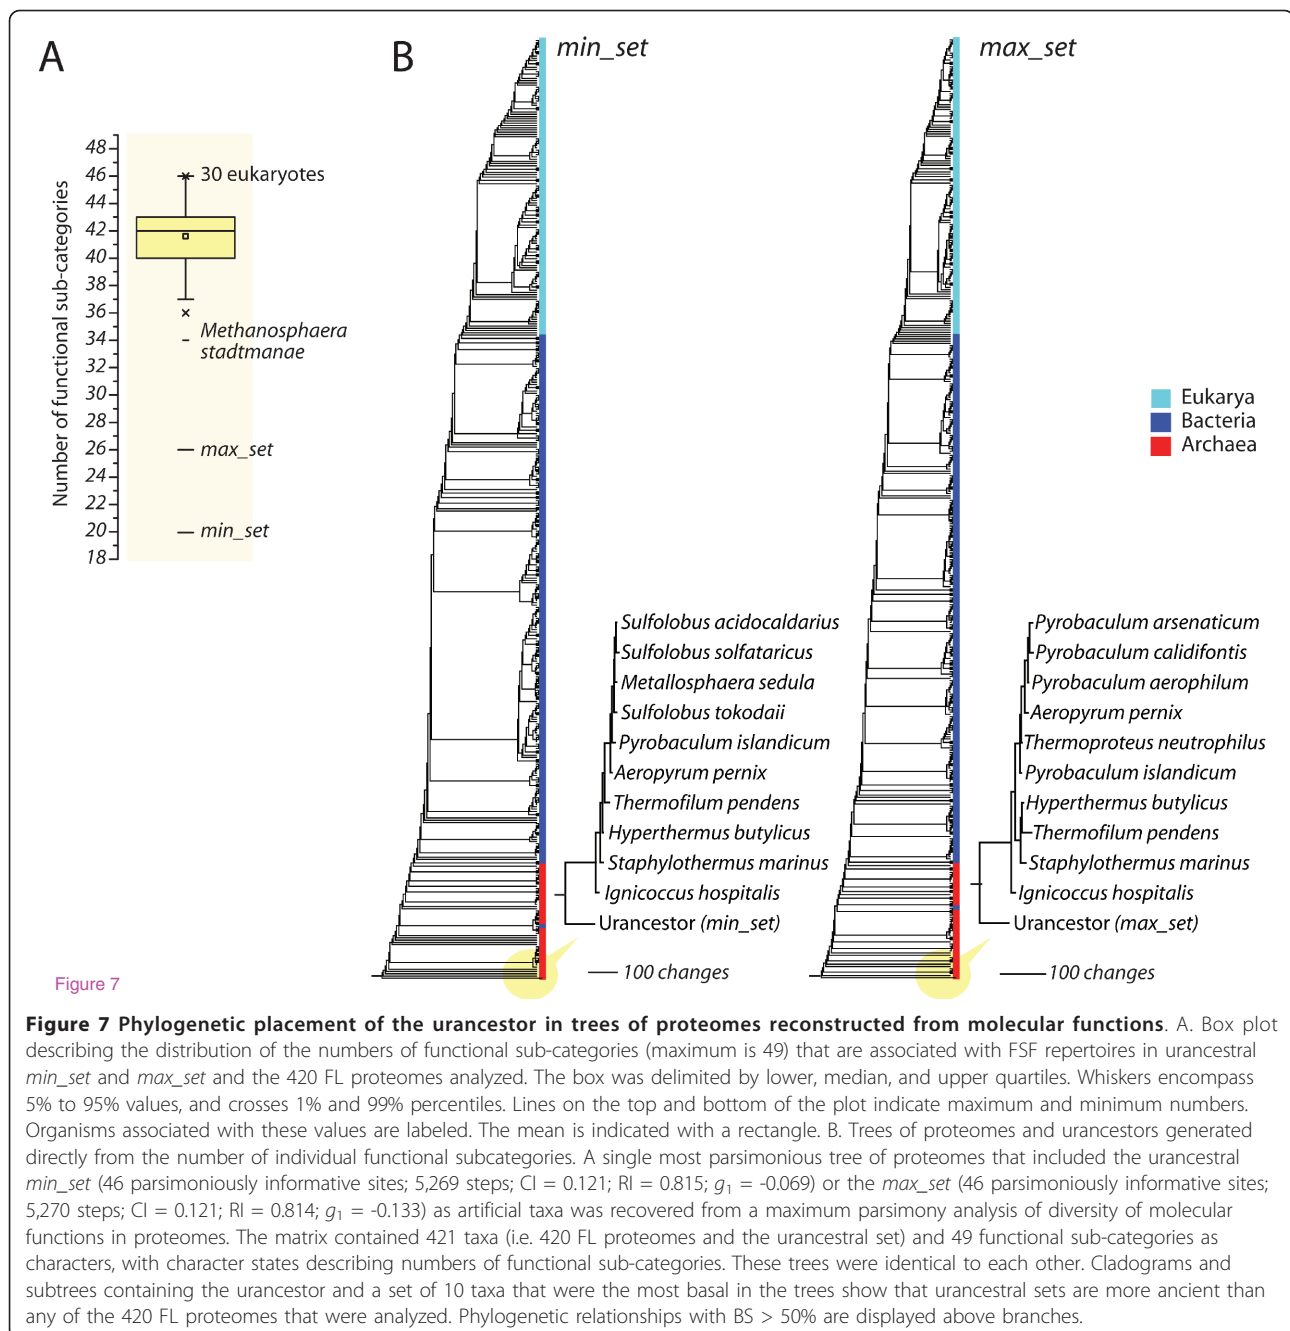 A
B
min_set
max_set
Number of functional sub-categories
48
46
44
42
40
38
36
34
32
30
28
26
24
22
20
18
30 eukaryotes
Methanosphaera
stadtmanae
max_set
min_set
Eukarya
Bacteria
Archaea
Sulfolobus acidocaldarius
Sulfolobus solfataricus
Metallosphaera sedula
Sulfolobus tokodaii
Pyrobaculum islandicum
Aeropyrum pernix
Thermofilum pendens
Hyperthermus butylicus
Staphylothermus marinus
Ignicoccus hospitalis
Urancestor (min_set)
100 changes
Pyrobaculum arsenaticum
Pyrobaculum calidifontis
Pyrobaculum aerophilum
Aeropyrum pernix
Thermoproteus neutrophilus
Pyrobaculum islandicum
Hyperthermus butylicus
Thermofilum pendens
Staphylothermus marinus
Ignicoccus hospitalis
Urancestor (max_set)
100 changes
Figure 7
Figure 7 Phylogenetic placement of the urancestor in trees of proteomes reconstructed from molecular functions. A. Box plot
describing the distribution of the numbers of functional sub-categories (maximum is 49) that are associated with FSF repertoires in urancestral
min_set and max_set and the 420 FL proteomes analyzed. The box was delimited by lower, median, and upper quartiles. Whiskers encompass
5% to 95% values, and crosses 1% and 99% percentiles. Lines on the top and bottom of the plot indicate maximum and minimum numbers.
Organisms associated with these values are labeled. The mean is indicated with a rectangle. B. Trees of proteomes and urancestors generated
directly from the number of individual functional subcategories. A single most parsimonious tree of proteomes that included the urancestral
min_set (46 parsimoniously informative sites; 5,269 steps; CI = 0.121; RI = 0.815; g1 = -0.069) or the max_set (46 parsimoniously informative sites;
5,270 steps; CI = 0.121; RI = 0.814; g1 = -0.133) as artificial taxa was recovered from a maximum parsimony analysis of diversity of molecular
functions in proteomes. The matrix contained 421 taxa (i.e. 420 FL proteomes and the urancestral set) and 49 functional sub-categories as
characters, with character states describing numbers of functional sub-categories. These trees were identical to each other. Cladograms and
subtrees containing the urancestor and a set of 10 taxa that were the most basal in the trees show that urancestral sets are more ancient than
any of the 420 FL proteomes that were analyzed. Phylogenetic relationships with BS > 50% are displayed above branches.